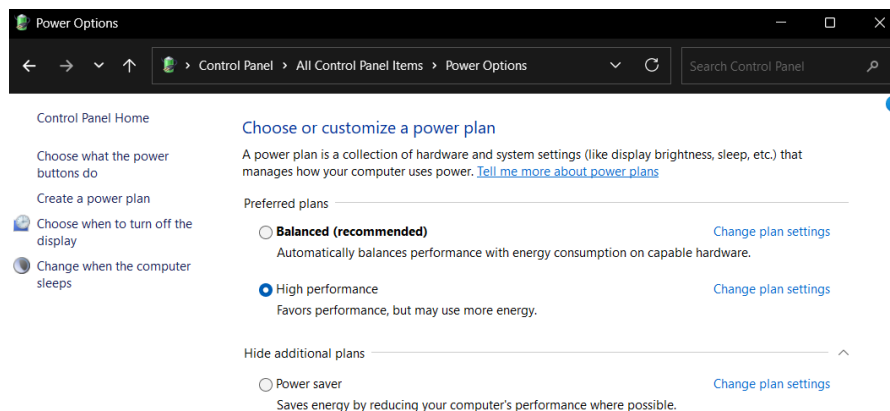 Power Options
Control Panel > All Control Panel Items > Power Options
Search Control Panel
Control Panel Home
Choose what the power
buttons do
Create a power plan
Choose when to turn off the
display
Change when the computer
sleeps
Choose or customize a power plan
A power plan is a collection of hardware and system settings (like display brightness, sleep, etc.) that
manages how your computer uses power. Tell me more about power plans
Preferred plans
Balanced (recommended) Change plan settings
Automatically balances performance with energy consumption on capable hardware.
High performance Change plan settings
Favors performance, but may use more energy.
Hide additional plans
Power saver Change plan settings
Saves energy by reducing your computer's performance where possible.